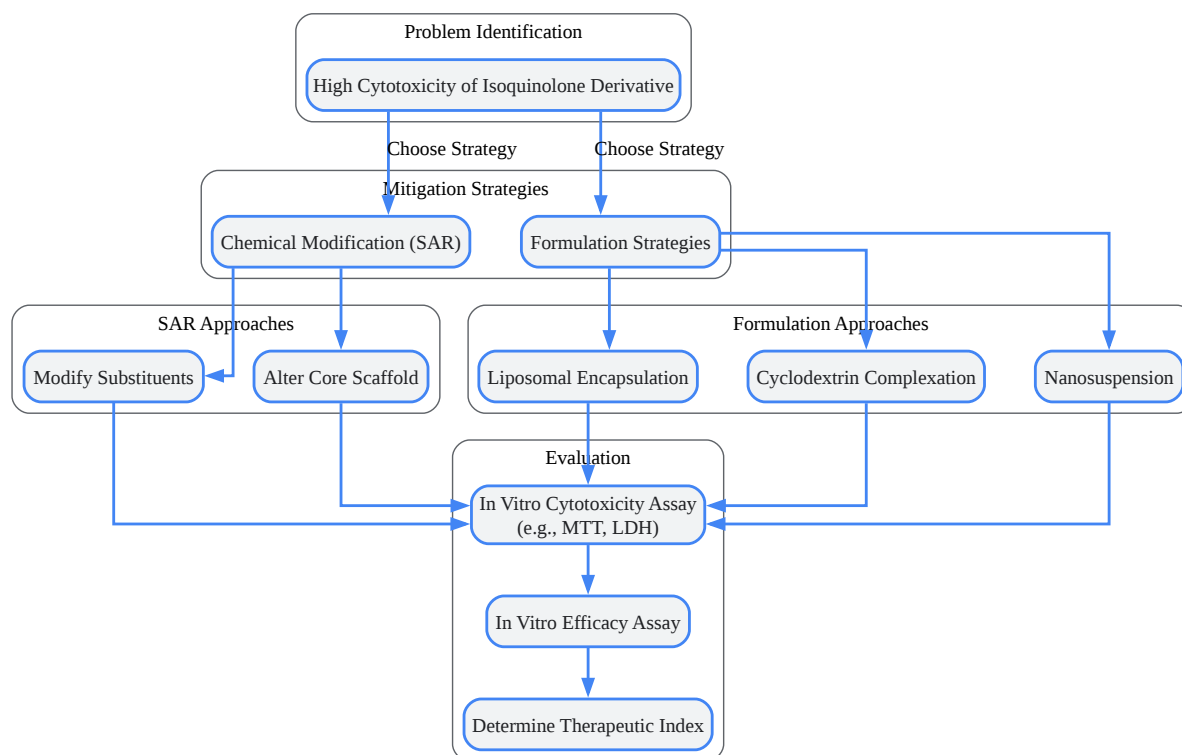 Problem Identification
High Cytotoxicity of Isoquinolone Derivative
Choose Strategy
Choose Strategy
Mitigation Strategies
Chemical Modification (SAR)
Formulation Strategies
SAR Approaches
Formulation Approaches
Modify Substituents
Alter Core Scaffold
Liposomal Encapsulation
Cyclodextrin Complexation
Nanosuspension
Evaluation
In Vitro Cytotoxicity Assay
(e.g., MTT, LDH)
In Vitro Efficacy Assay
Determine Therapeutic Index